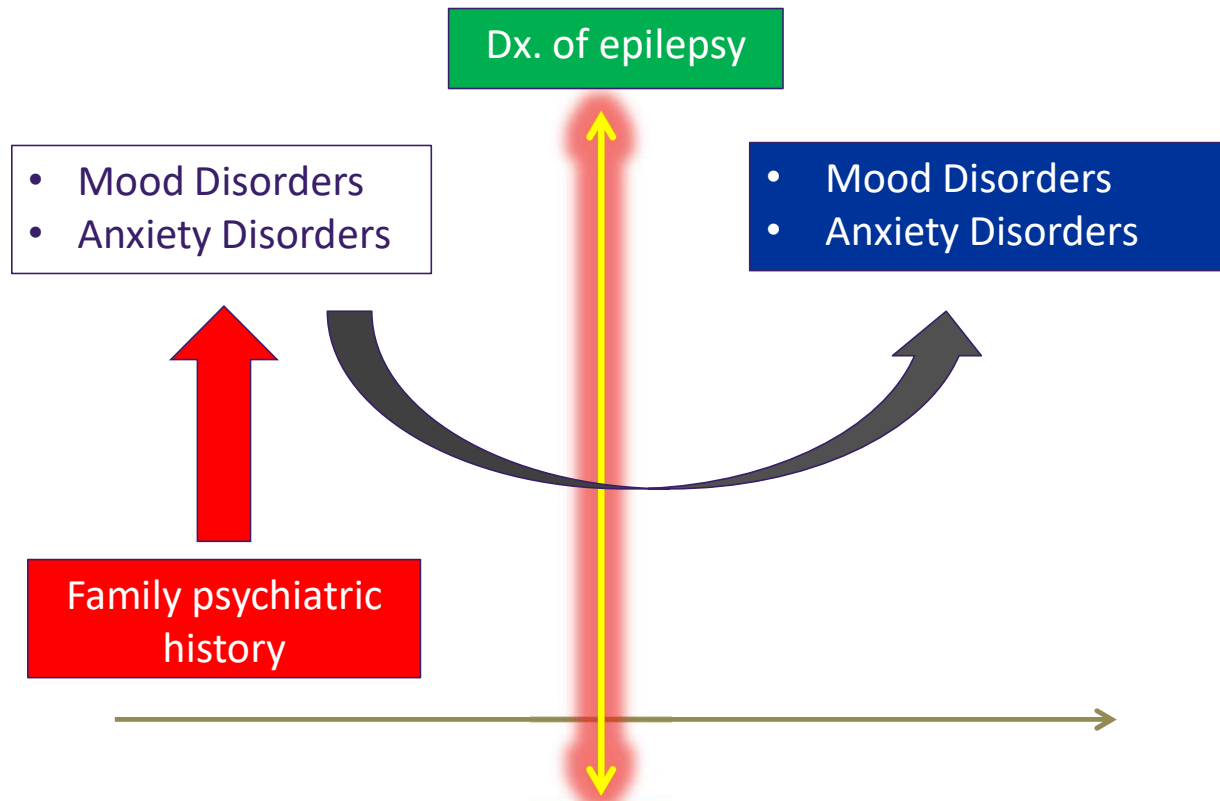 Dx. of epilepsy
• Mood Disorders
• Anxiety Disorders
• Mood Disorders
• Anxiety Disorders
Family psychiatric
history